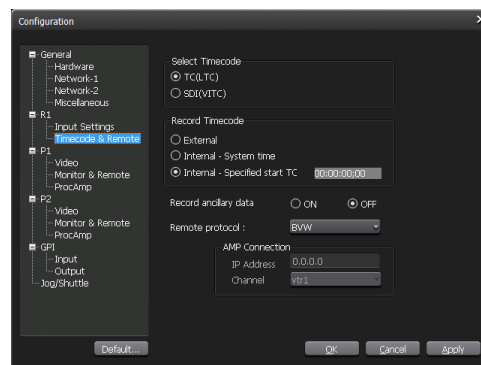 Configuration
General
Hardware
Network-1
Network-2
Miscellaneous
R1
Input Settings
Timecode & Remote
P1
Video
Monitor & Remote
ProcAmp
P2
Video
Monitor & Remote
ProcAmp
GPI
Input
Output
Jog/Shuttle
Default...
Select Timecode
TC(LTC)
SDI(VITC)
Record Timecode
External
Internal - System time
Internal - Specified start TC 00:00:00;00
Record ancillary data ON OFF
Remote protocol : BVW
AMP Connection
IP Address 0.0.0.0
Channel vtr1
OK Cancel Apply